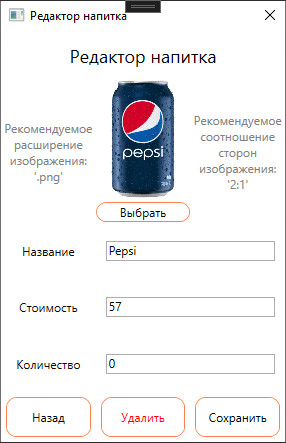 Редактор напитка
Редактор напитка
Рекомендуемое
расширение
изображения:
'.png'
pepsi
Рекомендуемое
соотношение
сторон
изображения:
'2:1'
Выбрать
Название
Pepsi
Стоимость
57
Количество
0
Назад
Удалить
Сохранить